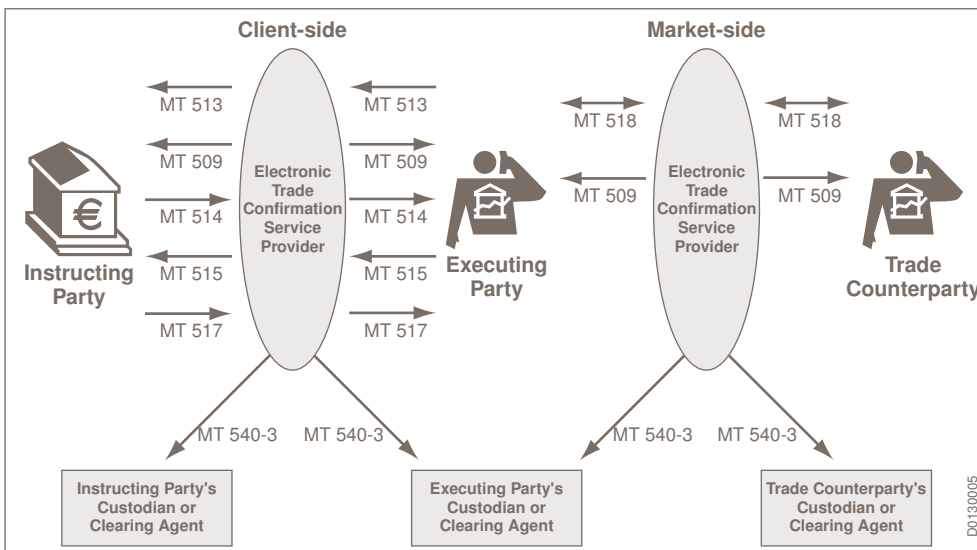 Client-side
Market-side
MT 513
MT 513
MT 518
MT 518
MT 509
MT 509
MT 509
MT 509
MT 514
MT 514
MT 515
MT 515
MT 517
MT 517
Electronic
Trade
Confirmation
Service
Provider
Electronic
Trade
Confirmation
Service
Provider
€
Instructing
Party
Executing
Party
Trade
Counterparty
MT 540-3
MT 540-3
MT 540-3
MT 540-3
Instructing Party's
Custodian or
Clearing Agent
Executing Party's
Custodian or
Clearing Agent
Trade Counterparty's
Custodian or
Clearing Agent
D0130005